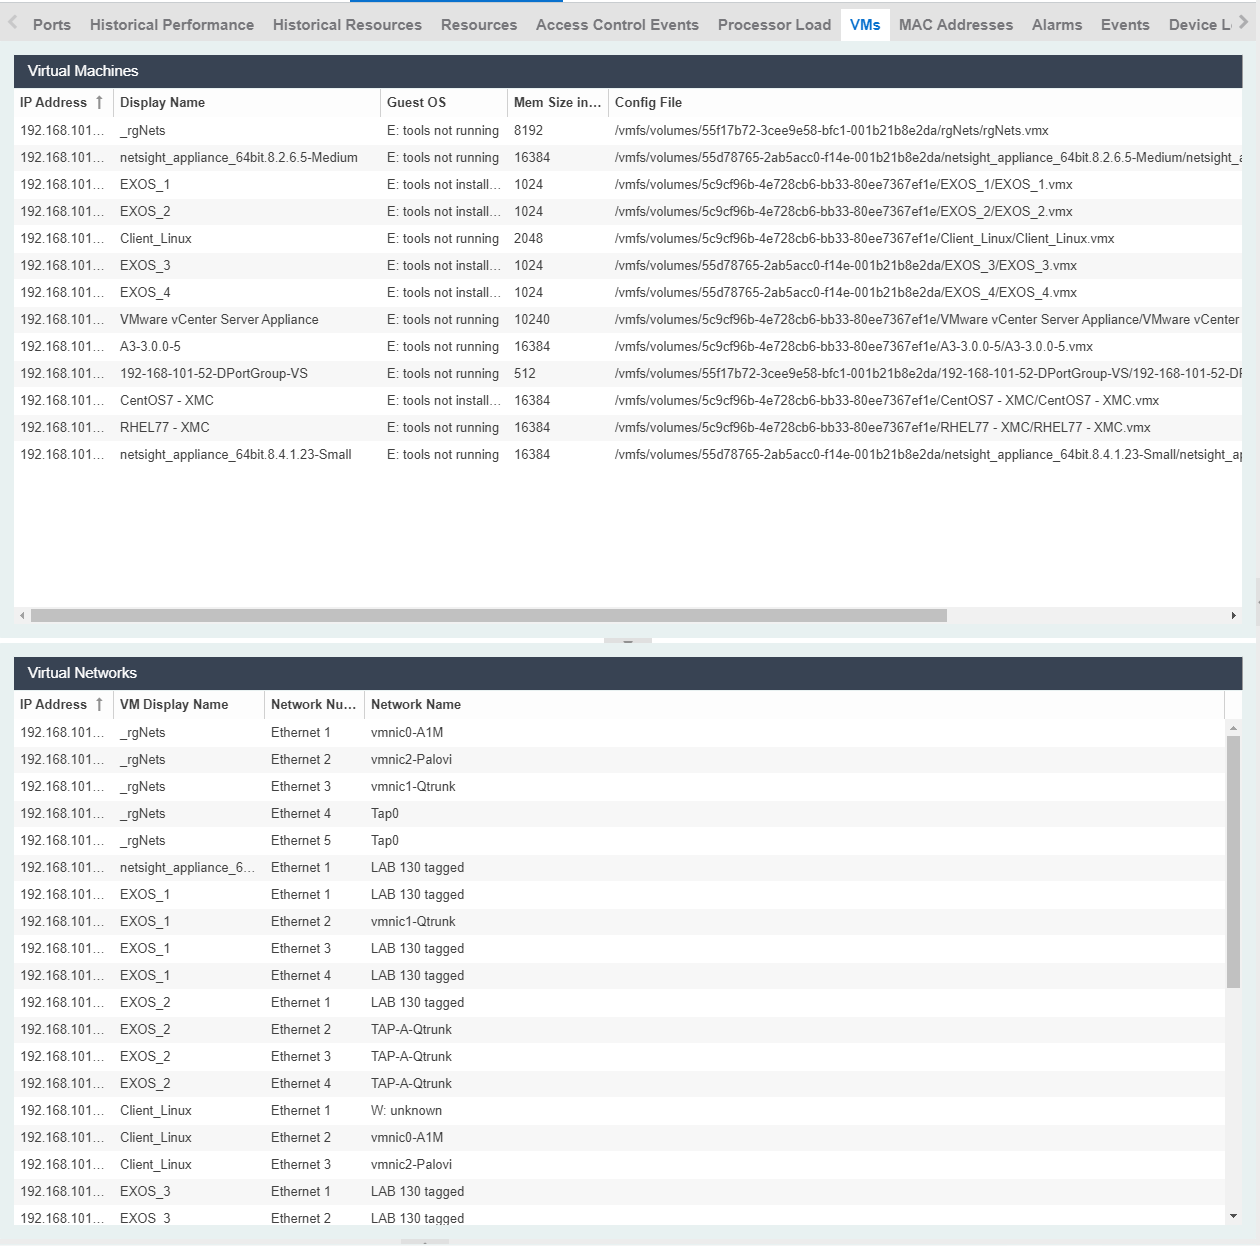 Ports Historical Performance Historical Resources Resources Access Control Events Processor Load VMs MAC Addresses Alarms Events Device L
Virtual Machines
IP Address Display Name Guest OS Mem Size in... Config File
192.168.101... _rgNets E: tools not running 8192 /vmfs/volumes/55f17b72-3cee9e58-bfc1-001b21b8e2da/rgNets/rgNets.vmx
192.168.101... netsight_appliance_64bit.8.2.6.5-Medium E: tools not running 16384 /vmfs/volumes/55d78765-2ab5acc0-f14e-001b21b8e2da/netsight_appliance_64bit.8.2.6.5-Medium/netsight_a
192.168.101... EXOS_1 E: tools not install... 1024 /vmfs/volumes/5c9cf96b-4e728cb6-bb33-80ee7367ef1e/EXOS_1/EXOS_1.vmx
192.168.101... EXOS_2 E: tools not install... 1024 /vmfs/volumes/5c9cf96b-4e728cb6-bb33-80ee7367ef1e/EXOS_2/EXOS_2.vmx
192.168.101... Client_Linux E: tools not running 2048 /vmfs/volumes/5c9cf96b-4e728cb6-bb33-80ee7367ef1e/Client_Linux/Client_Linux.vmx
192.168.101... EXOS_3 E: tools not install... 1024 /vmfs/volumes/55d78765-2ab5acc0-f14e-001b21b8e2da/EXOS_3/EXOS_3.vmx
192.168.101... EXOS_4 E: tools not install... 1024 /vmfs/volumes/55d78765-2ab5acc0-f14e-001b21b8e2da/EXOS_4/EXOS_4.vmx
192.168.101... VMware vCenter Server Appliance E: tools not running 10240 /vmfs/volumes/5c9cf96b-4e728cb6-bb33-80ee7367ef1e/VMware vCenter Server Appliance/VMware vCenter
192.168.101... A3-3.0.0-5 E: tools not running 16384 /vmfs/volumes/5c9cf96b-4e728cb6-bb33-80ee7367ef1e/A3-3.0.0-5/A3-3.0.0-5.vmx
192.168.101... 192-168-101-52-DPortGroup-VS E: tools not running 512 /vmfs/volumes/55f17b72-3cee9e58-bfc1-001b21b8e2da/192-168-101-52-DPortGroup-VS/192-168-101-52-DP
192.168.101... CentOS7 - XMC E: tools not install... 16384 /vmfs/volumes/5c9cf96b-4e728cb6-bb33-80ee7367ef1e/CentOS7 - XMC/CentOS7 - XMC.vmx
192.168.101... RHEL77 - XMC E: tools not running 16384 /vmfs/volumes/5c9cf96b-4e728cb6-bb33-80ee7367ef1e/RHEL77 - XMC/RHEL77 - XMC.vmx
192.168.101... netsight_appliance_64bit.8.4.1.23-Small E: tools not running 16384 /vmfs/volumes/55d78765-2ab5acc0-f14e-001b21b8e2da/netsight_appliance_64bit.8.4.1.23-Small/netsight_ap
Virtual Networks
IP Address VM Display Name Network Nu... Network Name
192.168.101... _rgNets Ethernet 1 vmnic0-A1M
192.168.101... _rgNets Ethernet 2 vmnic2-Palovi
192.168.101... _rgNets Ethernet 3 vmnic1-Qtrunk
192.168.101... _rgNets Ethernet 4 Tap0
192.168.101... _rgNets Ethernet 5 Tap0
192.168.101... netsight_appliance_6... Ethernet 1 LAB 130 tagged
192.168.101... EXOS_1 Ethernet 1 LAB 130 tagged
192.168.101... EXOS_1 Ethernet 2 vmnic1-Qtrunk
192.168.101... EXOS_1 Ethernet 3 LAB 130 tagged
192.168.101... EXOS_1 Ethernet 4 LAB 130 tagged
192.168.101... EXOS_2 Ethernet 1 LAB 130 tagged
192.168.101... EXOS_2 Ethernet 2 TAP-A-Qtrunk
192.168.101... EXOS_2 Ethernet 3 TAP-A-Qtrunk
192.168.101... EXOS_2 Ethernet 4 TAP-A-Qtrunk
192.168.101... Client_Linux Ethernet 1 W: unknown
192.168.101... Client_Linux Ethernet 2 vmnic0-A1M
192.168.101... Client_Linux Ethernet 3 vmnic2-Palovi
192.168.101... EXOS_3 Ethernet 1 LAB 130 tagged
192.168.101... EXOS_3 Ethernet 2 LAB 130 tagged